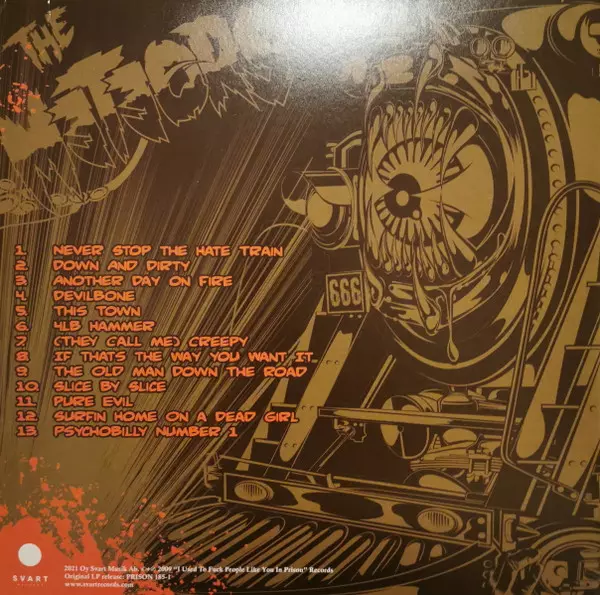 THE
1. NEVER STOP THE HATE TRAIN
2. DOWN AND DIRTY
3. ANOTHER DAY ON FIRE
4. DEVILBONE
5. THIS TOWN
6. 4LB HAMMER
7. (THEY CALL ME) CREEPY
8. IF THATS THE WAY YOU WANT IT...
9. THE OLD MAN DOWN THE ROAD
10. SLICE BY SLICE
11. PURE EVIL
12. SURFIN HOME ON A DEAD GIRL
13. PSYCHOBILLY NUMBER 1
666
SVART
2021 Oy Svart Musik Ab. 2009 "I Used To Fuck People Like You In Prison" Records
Original LP release: PRISON 185-1
www.svartrecords.com